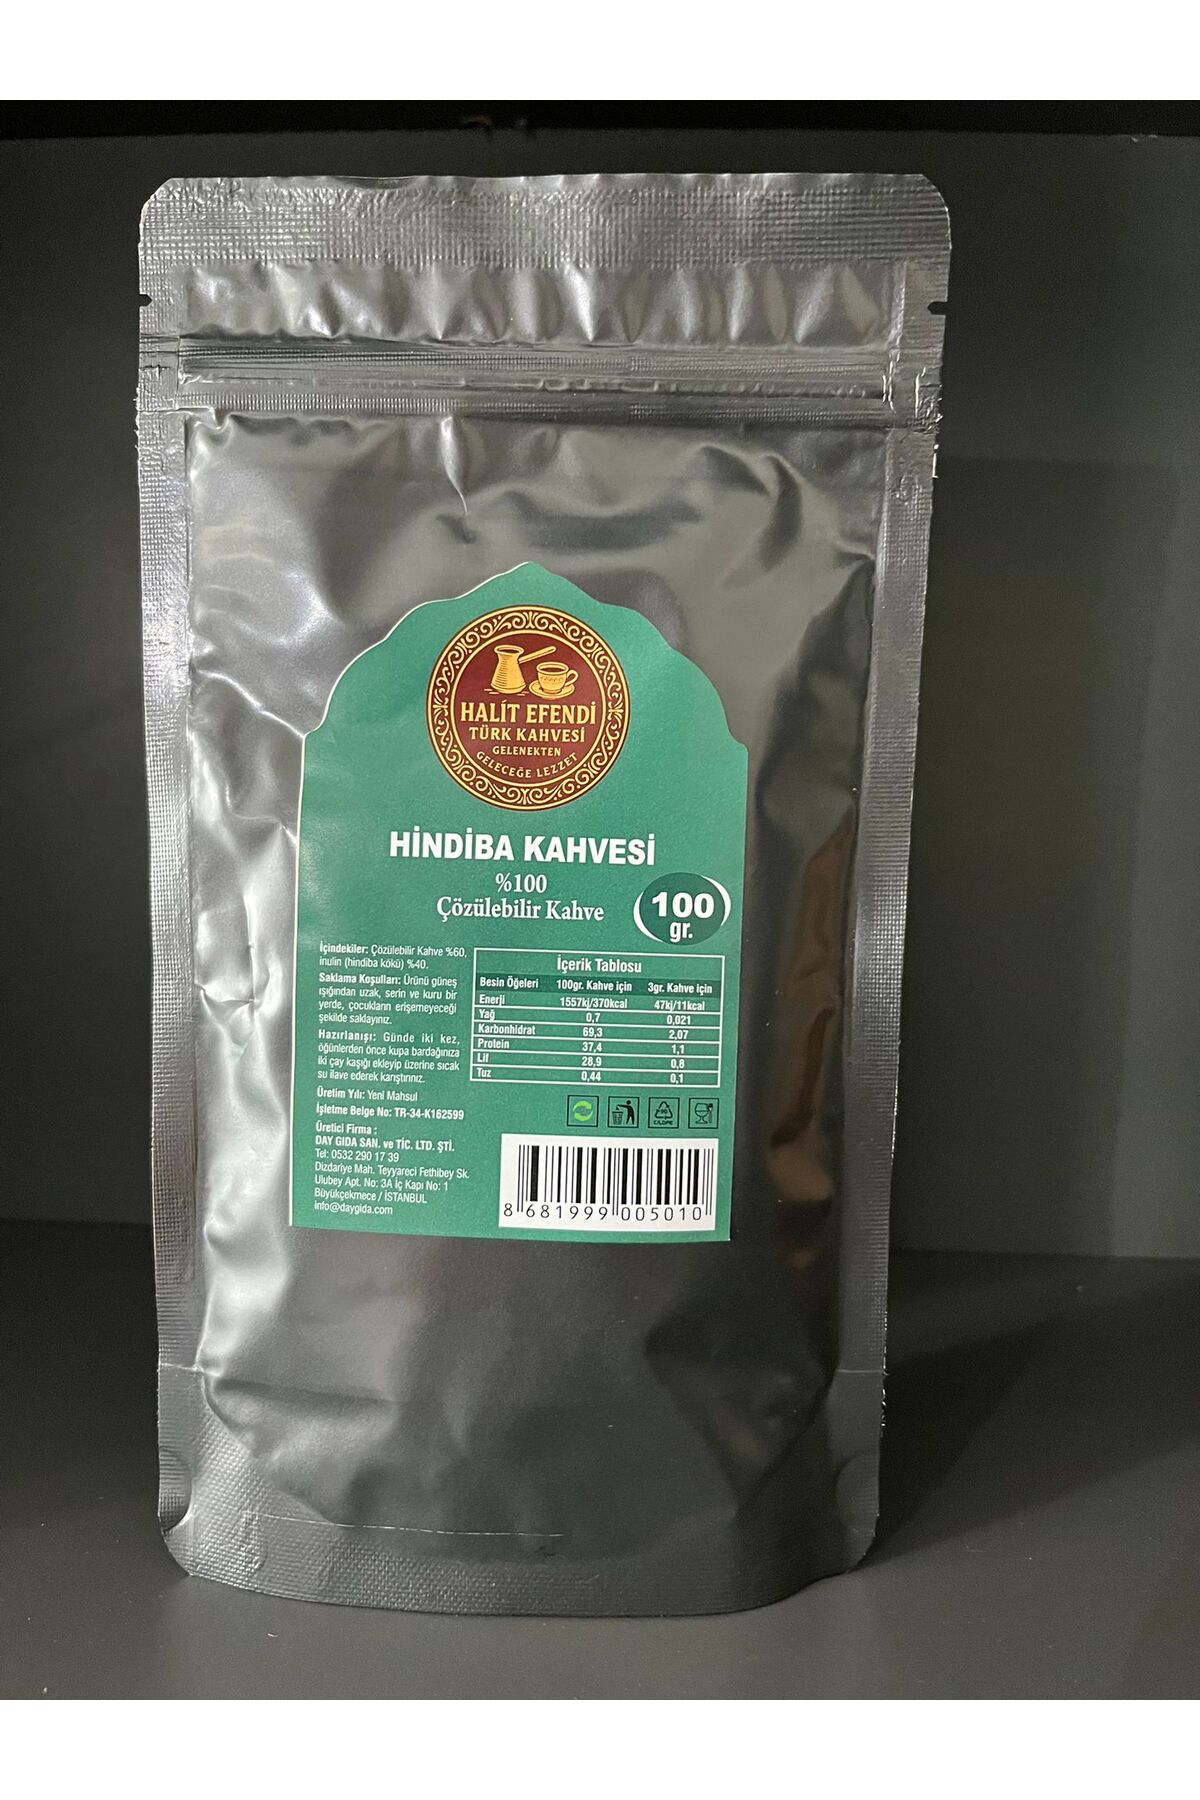 HALİT EFENDİ
TÜRK KAHVESİ
GELENEKTEN
GELECEĞE LEZZET
HİNDİBA KAHVESİ
%100
Çözülebilir Kahve
100
gr.
İçindekiler: Çözülebilir Kahve %60,
inulin (hindiba kökü) %40.
Saklama Koşulları: Ürünü güneş
ışığından uzak, serin ve kuru bir
yerde, çocukların erişemeyeceği
şekilde saklayınız.
Hazırlanışı: Günde iki kez,
öğünlerden önce kupa bardağınıza
iki çay kaşığı ekleyip üzerine sıcak
su ilave ederek karıştırınız.
Üretim Yılı: Yeni Mahsul
İşletme Belge No: TR-34-K162599
Üretici Firma :
DAY GIDA SAN. ve TİC. LTD. ŞTİ.
Tel: 0532 290 17 39
Dizdariye Mah. Teyyareci Fethibey Sk.
Ulubey Apt. No: 3A İç Kapı No: 1
Büyükçekmece / İSTANBUL
info@daygida.com
İçerik Tablosu
Besin Öğeleri 100gr. Kahve için 3gr. Kahve için
Enerji 1557kj/370kcal 47kj/11kcal
Yağ 0,7 0,021
Karbonhidrat 69,3 2,07
Protein 37,4 1,1
Lif 28,9 0,8
Tuz 0,44 0,1
90
C/LDPE
8 681999 005010